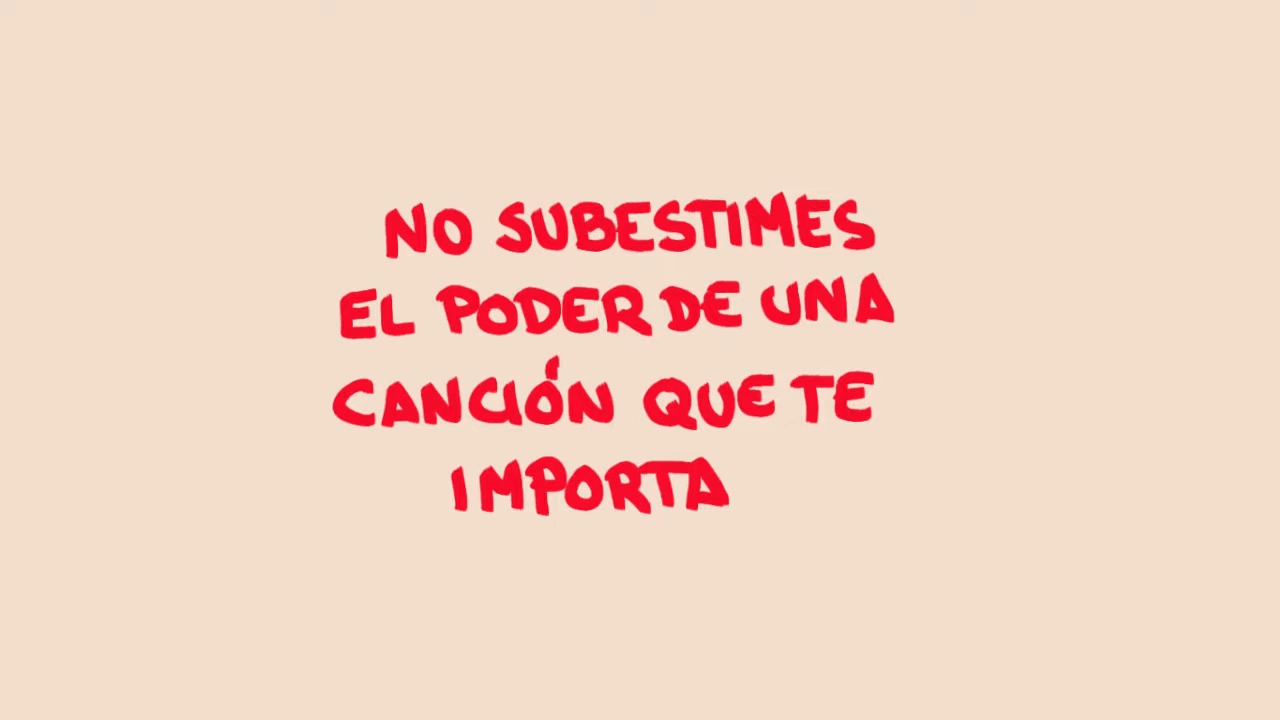 NO SUBESTIMES
EL PODER DE UNA
CANCIÓN QUE TE
IMPORTA